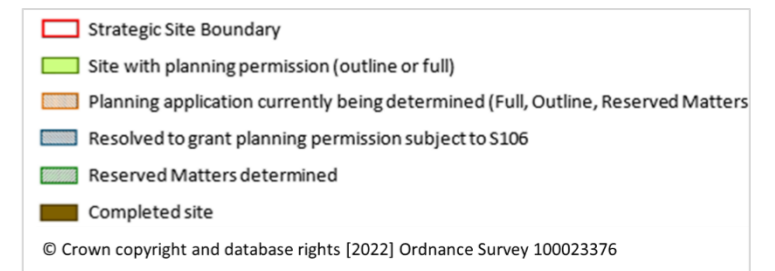 Strategic Site Boundary
Site with planning permission (outline or full)
Planning application currently being determined (Full, Outline, Reserved Matters
Resolved to grant planning permission subject to S106
Reserved Matters determined
Completed site
© Crown copyright and database rights [2022] Ordnance Survey 100023376